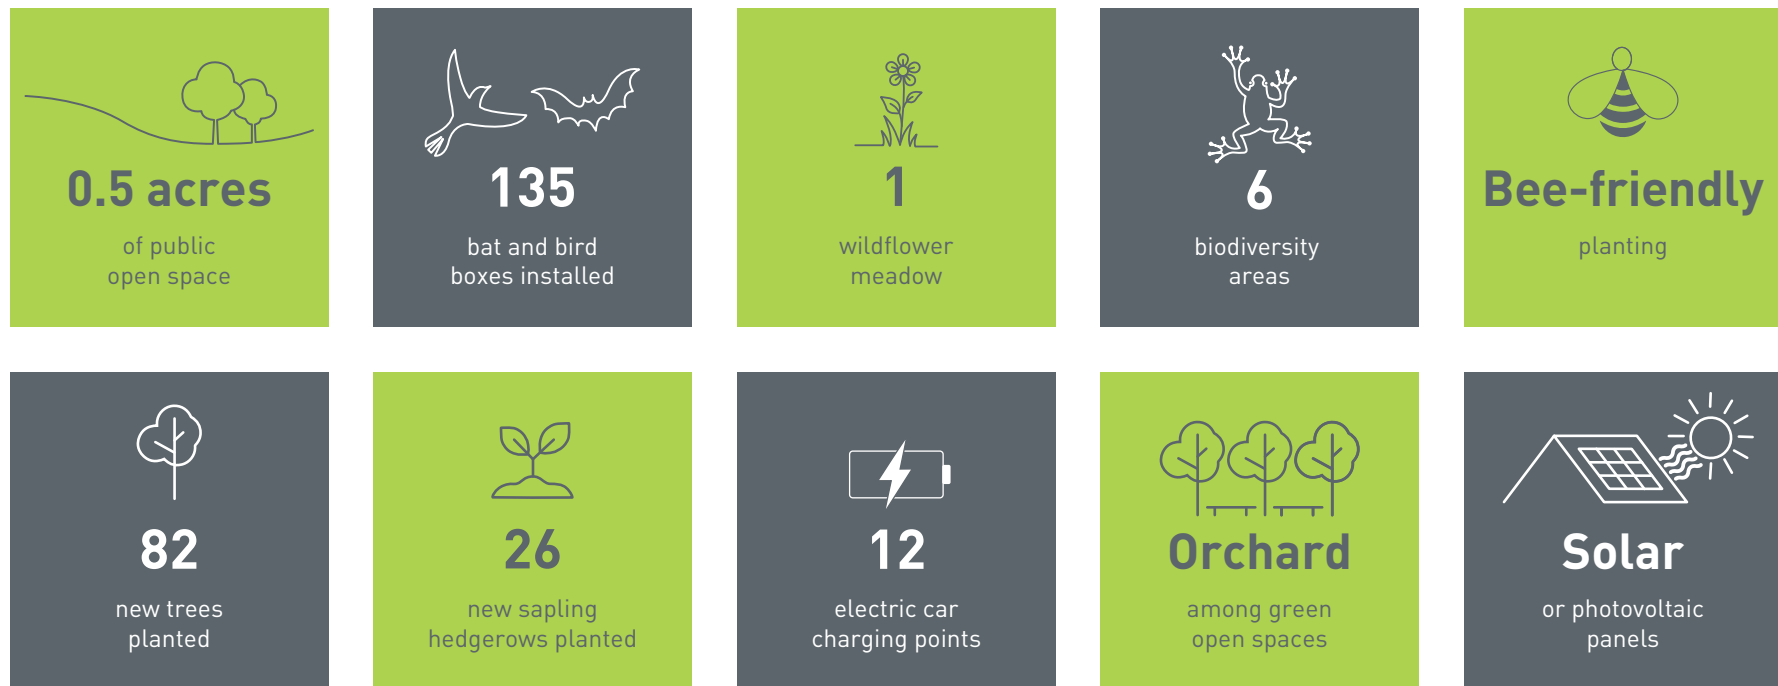 0.5 acres
of public
open space
135
bat and bird
boxes installed
1
wildflower
meadow
6
biodiversity
areas
Bee-friendly
planting
82
new trees
planted
26
new sapling
hedgerows planted
12
electric car
charging points
Orchard
among green
open spaces
Solar
or photovoltaic
panels